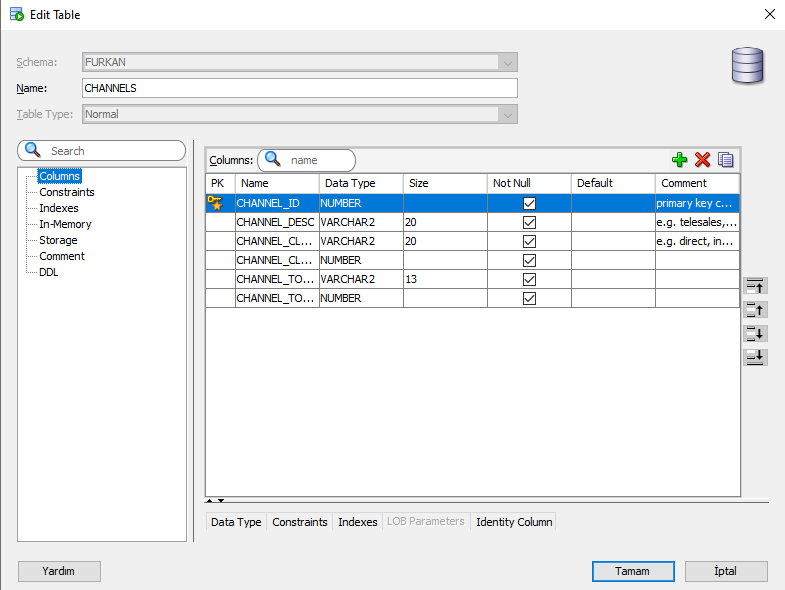 Edit Table
Schema: FURKAN
Name: CHANNELS
Table Type: Normal
Search
Columns
Constraints
Indexes
In-Memory
Storage
Comment
DDL
Columns: name
PK Name Data Type Size Not Null Default Comment
CHANNEL_ID NUMBER primary key c...
CHANNEL_DESC VARCHAR2 20 e.g. telesales,...
CHANNEL_CL... VARCHAR2 20 e.g. direct, in...
CHANNEL_CL... NUMBER
CHANNEL_TO... VARCHAR2 13
CHANNEL_TO... NUMBER
Data Type Constraints Indexes LOB Parameters Identity Column
Yardım Tamam İptal